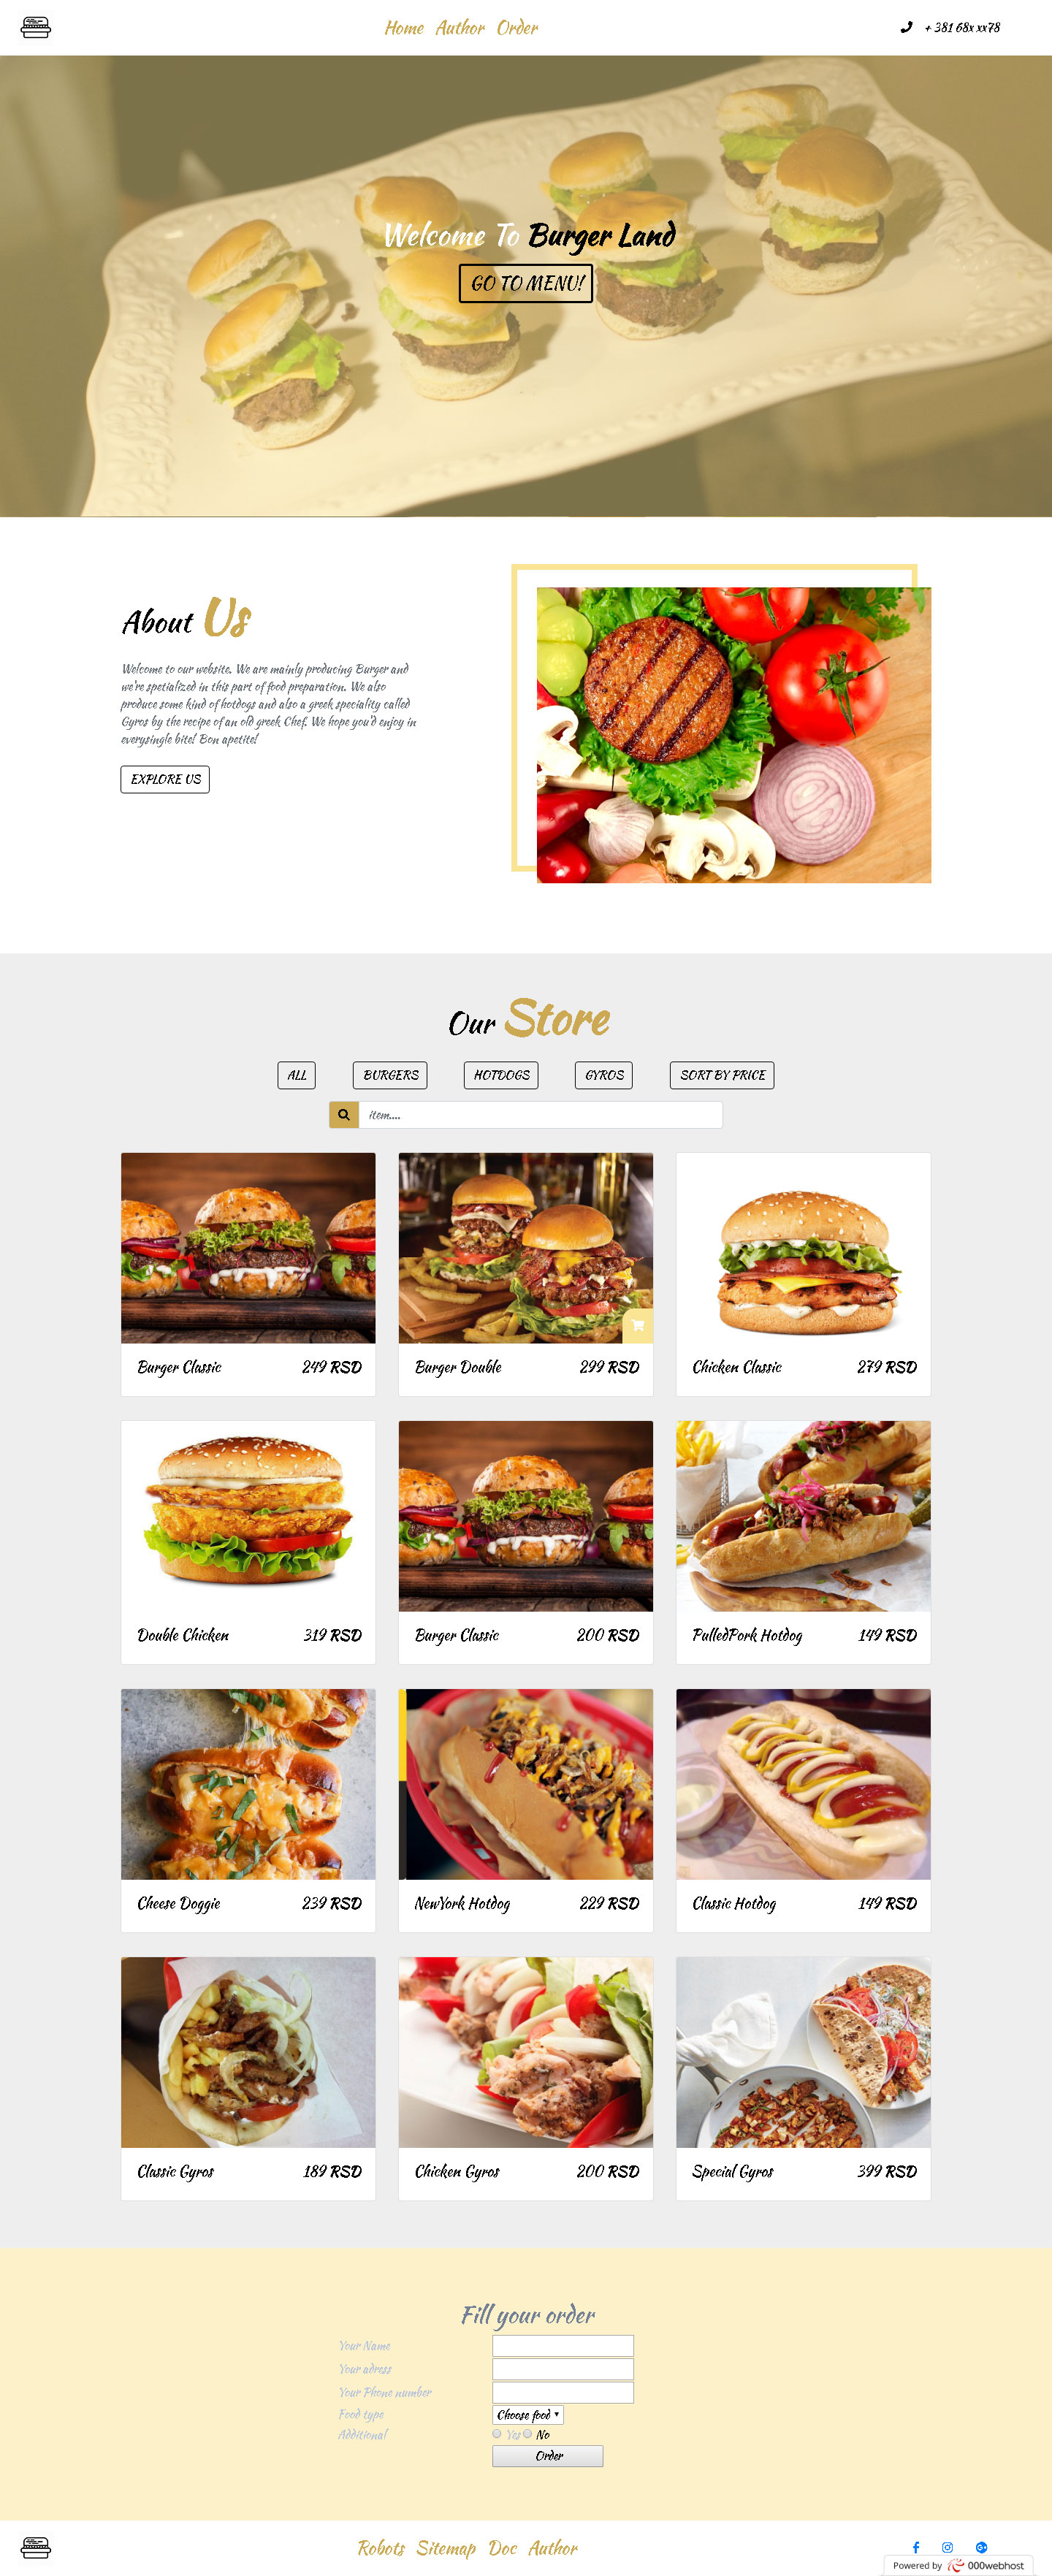 Home Author Order
+ 381 68x xx78
Welcome To Burger Land
GO TO MENU!
About Us
Welcome to our website. We are mainly producing Burger and
we're spetialized in this part of food preparation. We also
produce some kind of hotdogs and also a greek speciality called
Gyros by the recipe of an old greek Chef. We hope you'd enjoy in
everysingle bite! Bon apetite!
EXPLORE US
Our Store
ALL BURGERS HOTDOGS GYROS SORT BY PRICE
item....
Burger Classic 249 RSD
Burger Double 299 RSD
Chicken Classic 279 RSD
Double Chicken 319 RSD
Burger Classic 200 RSD
PulledPork Hotdog 149 RSD
Cheese Doggie 239 RSD
NewYork Hotdog 229 RSD
Classic Hotdog 149 RSD
Classic Gyros 189 RSD
Chicken Gyros 200 RSD
Special Gyros 399 RSD
Fill your order
Your Name
Your adress
Your Phone number
Food type Choose food
Additional Yes No
Order
Robots Sitemap Doc Author
Powered by 000webhost